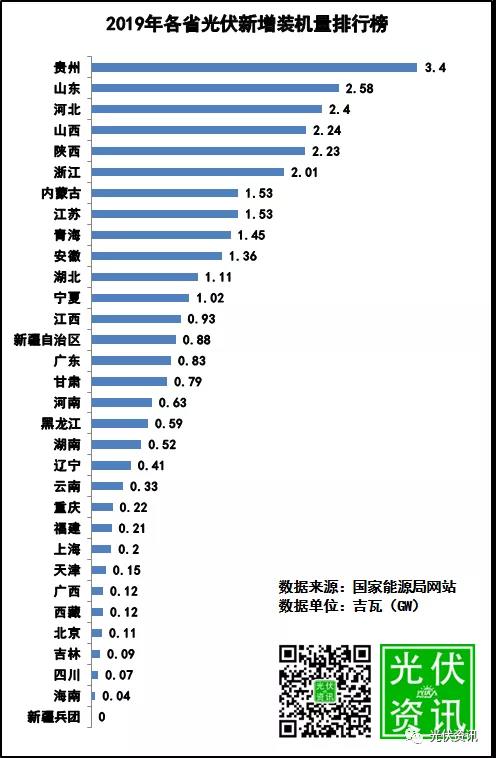 2019年各省光伏新增装机量排行榜
贵州 3.4
山东 2.58
河北 2.4
山西 2.24
陕西 2.23
浙江 2.01
内蒙古 1.53
江苏 1.53
青海 1.45
安徽 1.36
湖北 1.11
宁夏 1.02
江西 0.93
新疆自治区 0.88
广东 0.83
甘肃 0.79
河南 0.63
黑龙江 0.59
湖南 0.52
辽宁 0.41
云南 0.33
重庆 0.22
福建 0.21
上海 0.2
天津 0.15
广西 0.12
西藏 0.12
北京 0.11
吉林 0.09
四川 0.07
海南 0.04
新疆兵团 0
数据来源：国家能源局网站
数据单位：吉瓦（GW）
光伏
资讯
光伏
资讯
光伏资讯